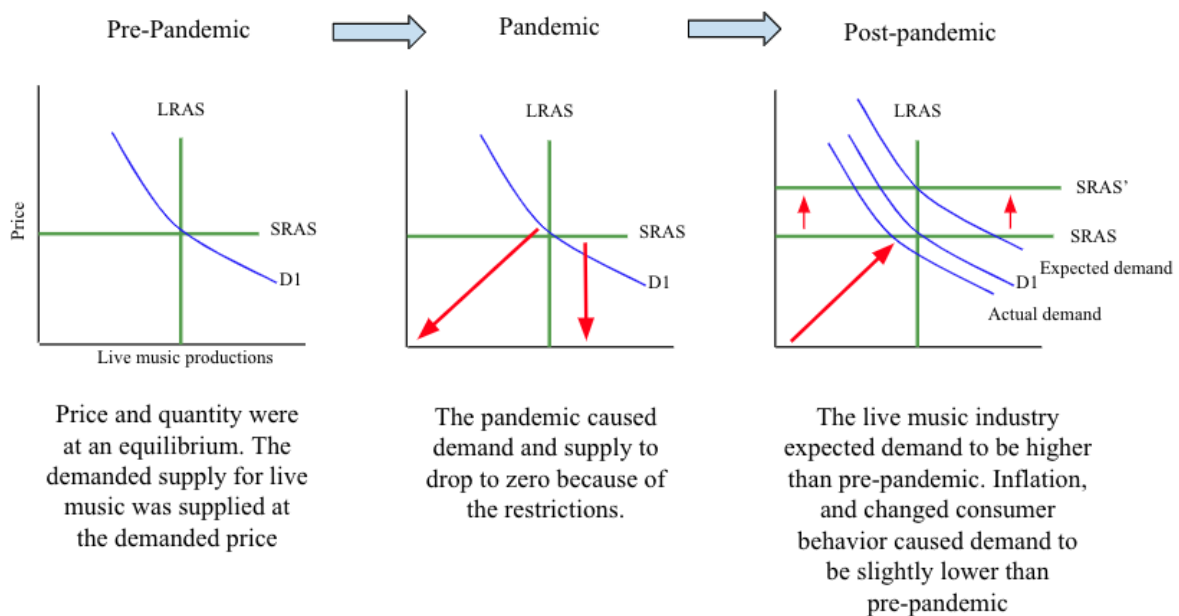 Pre-Pandemic
Pandemic
Post-pandemic
LRAS
SRAS
D1
Price
Live music productions
LRAS
SRAS
D1
LRAS
SRAS’
SRAS
Expected demand
D1
Actual demand
Price and quantity were
at an equilibrium. The
demanded supply for live
music was supplied at
the demanded price
The pandemic caused
demand and supply to
drop to zero because of
the restrictions.
The live music industry
expected demand to be higher
than pre-pandemic. Inflation,
and changed consumer
behavior caused demand to
be slightly lower than
pre-pandemic